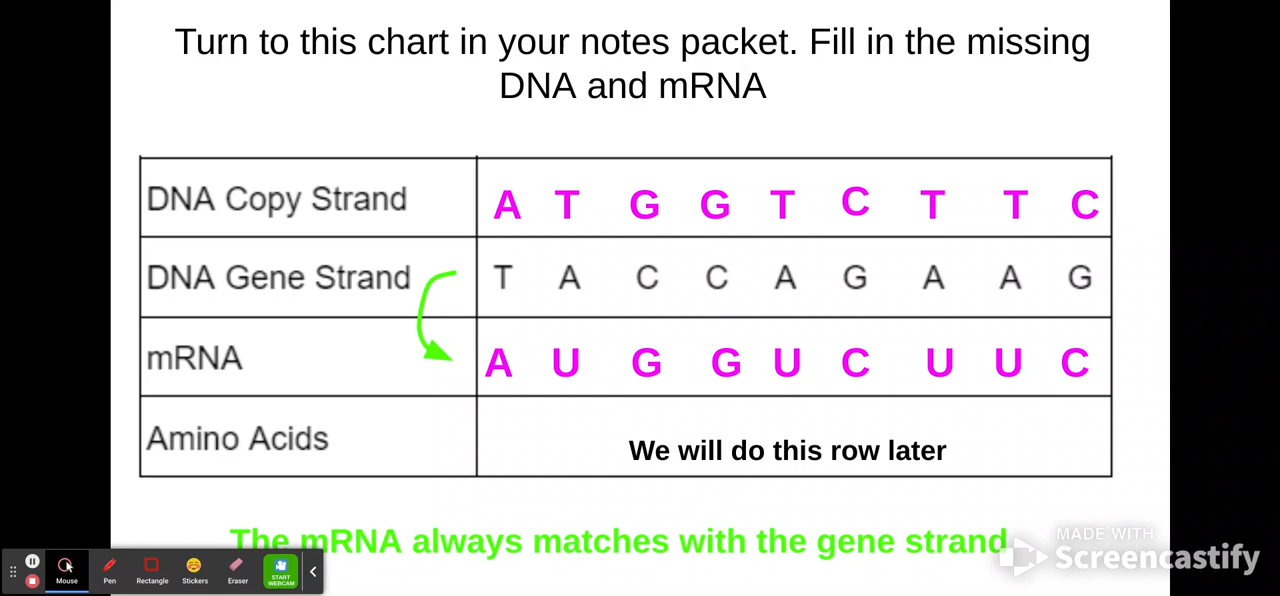 Turn to this chart in your notes packet. Fill in the missing
DNA and mRNA
DNA Copy Strand A T G G T C T T C
DNA Gene Strand T A C C A G A A G
mRNA A U G G U C U U C
Amino Acids We will do this row later
The mRNA always matches with the gene strand
MADE WITH
Screencastify
Mouse Pen Rectangle Stickers Eraser START WEBCAM